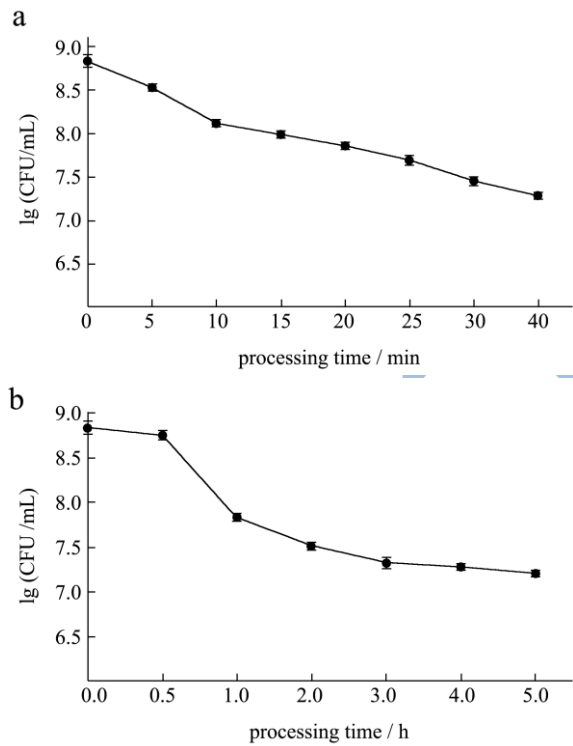 a
lg (CFU/mL)
9.0
8.5
8.0
7.5
7.0
6.5
0 5 10 15 20 25 30 40
processing time / min
b
lg (CFU /mL)
9.0
8.5
8.0
7.5
7.0
6.5
0.0 0.5 1.0 2.0 3.0 4.0 5.0
processing time / h